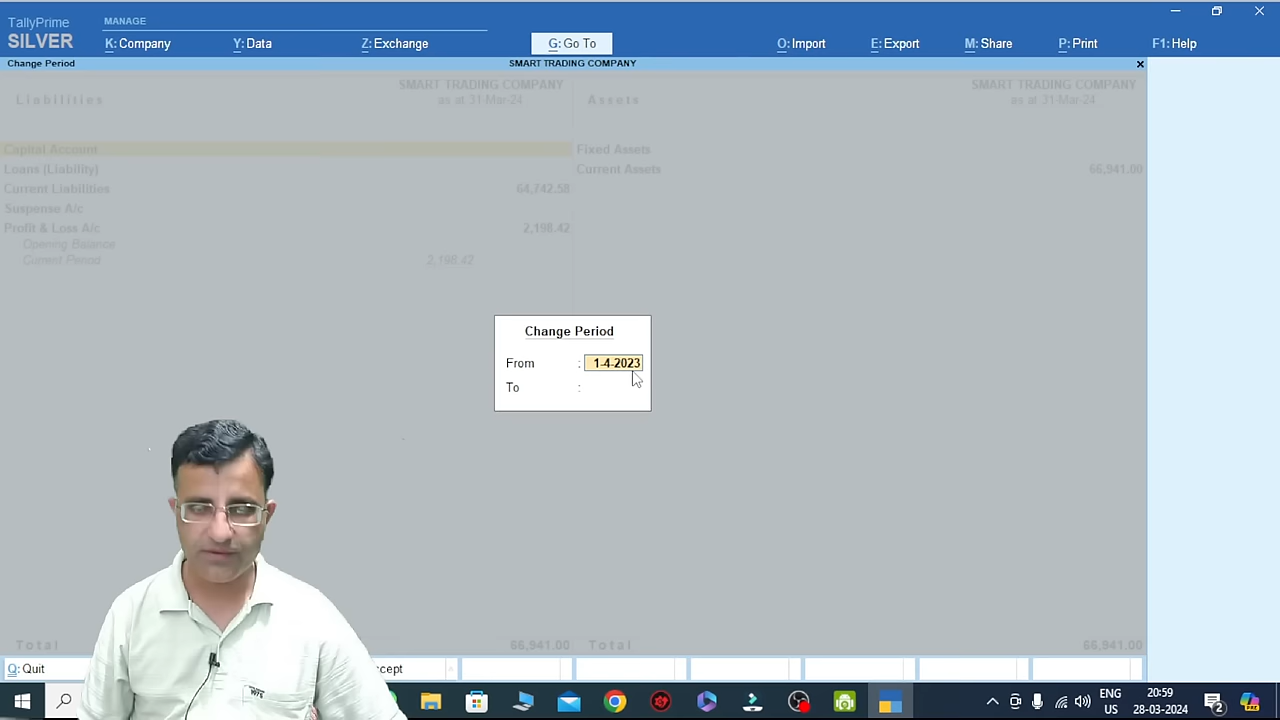 TallyPrime
MANAGE
SILVER
K: Company
Y: Data
Z: Exchange
G: Go To
O: Import
E: Export
M: Share
P: Print
F1: Help
Change Period
SMART TRADING COMPANY
×
SMART TRADING COMPANY
SMART TRADING COMPANY
Liabilities
as at 31-Mar-24
Assets
as at 31-Mar-24
Capital Account
Fixed Assets
Loans (Liability)
Current Assets
66,941.00
Current Liabilities
64,742.58
Suspense A/c
Profit & Loss A/c
2,198.42
Opening Balance
Current Period
2,198.42
Change Period
From : 1-4-2023
To :
Total
66,941.00
Total
66,941.00
Q: Quit
cept
ENG
US
20:59
28-03-2024
2
PRE